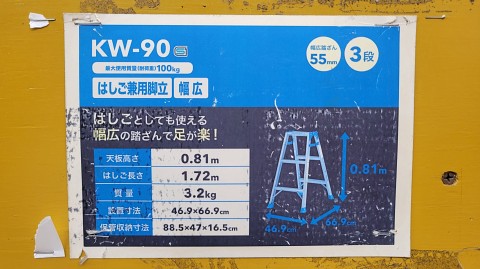 KW-90
最大使用質量(耐荷重)100kg
幅広踏ざん
55mm
3段
はしご兼用脚立
幅広
はしごとしても使える
幅広の踏ざんで足が楽！
天板高さ 0.81m
はしご長さ 1.72m
質量 3.2kg
設置寸法 46.9×66.9cm
保管収納寸法 88.5×47×16.5cm
0.81m
46.9cm
66.9cm